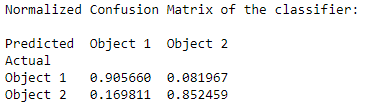 Normalized Confusion Matrix of the classifier:
Predicted Object 1 Object 2
Actual
Object 1 0.905660 0.081967
Object 2 0.169811 0.852459